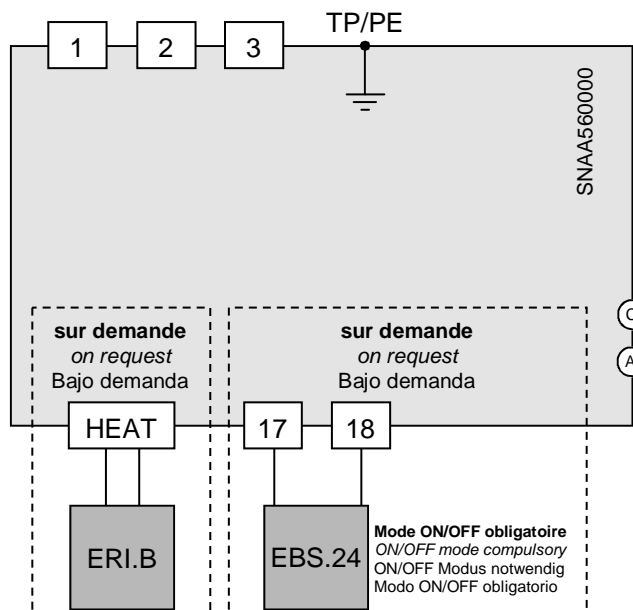 TP/PE
1
2
3
SNAA560000
sur demande
on request
Bajo demanda
sur demande
on request
Bajo demanda
HEAT
17
18
A
ERI.B
EBS.24
Mode ON/OFF obligatoire
ON/OFF mode compulsory
ON/OFF Modus notwendig
Modo ON/OFF obligatorio